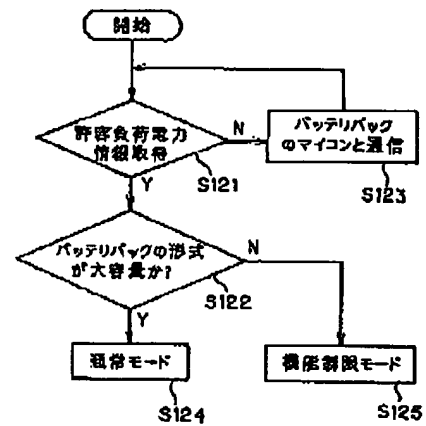 開始
許容負荷電力
情報取得
N
バッテリパック
のマイコンと通信
S121
Y
S123
バッテリパックの形式
が大容量か?
N
S122
Y
通常モード
機能制限モード
S124
S125